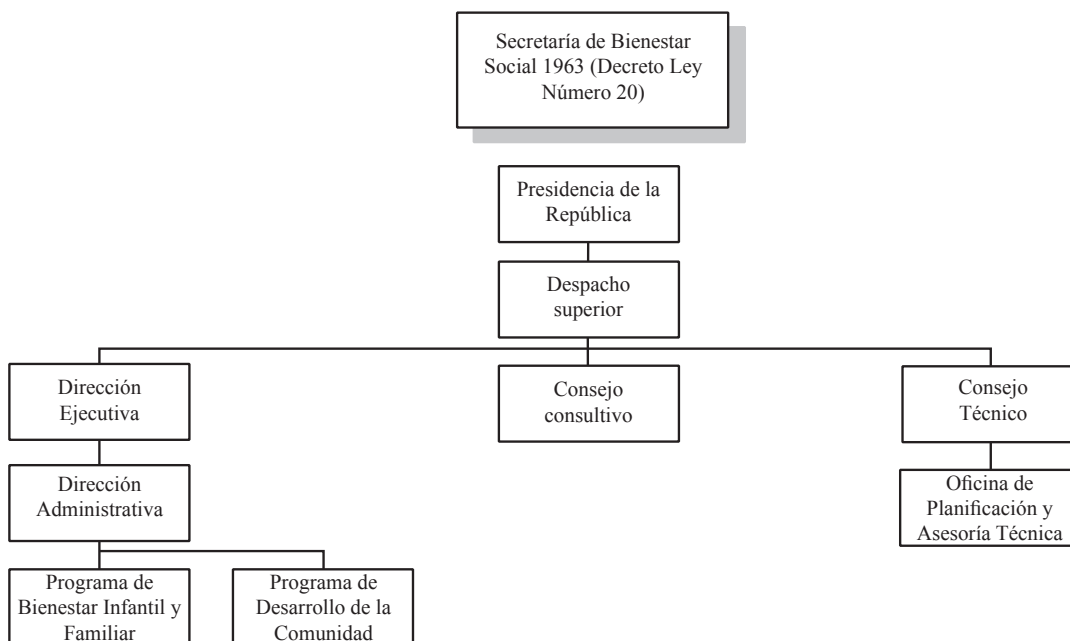 Secretaría de Bienestar
Social 1963 (Decreto Ley
Número 20)
Presidencia de la
República
Despacho
superior
Dirección
Ejecutiva
Consejo
consultivo
Consejo
Técnico
Dirección
Administrativa
Oficina de
Planificación y
Asesoría Técnica
Programa de
Bienestar Infantil y
Familiar
Programa de
Desarrollo de la
Comunidad